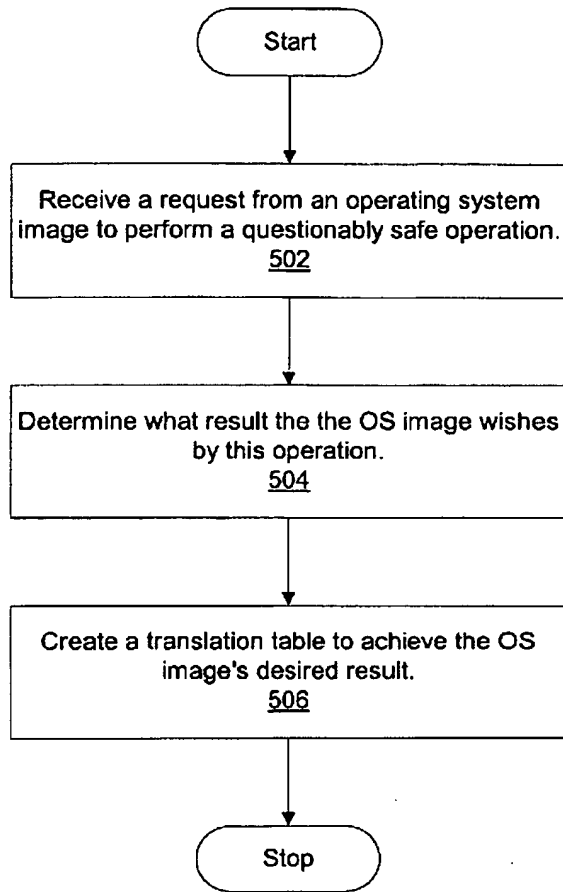 Start
Receive a request from an operating system
image to perform a questionably safe operation.
502
Determine what result the the OS image wishes
by this operation.
504
Create a translation table to achieve the OS
image's desired result.
506
Stop